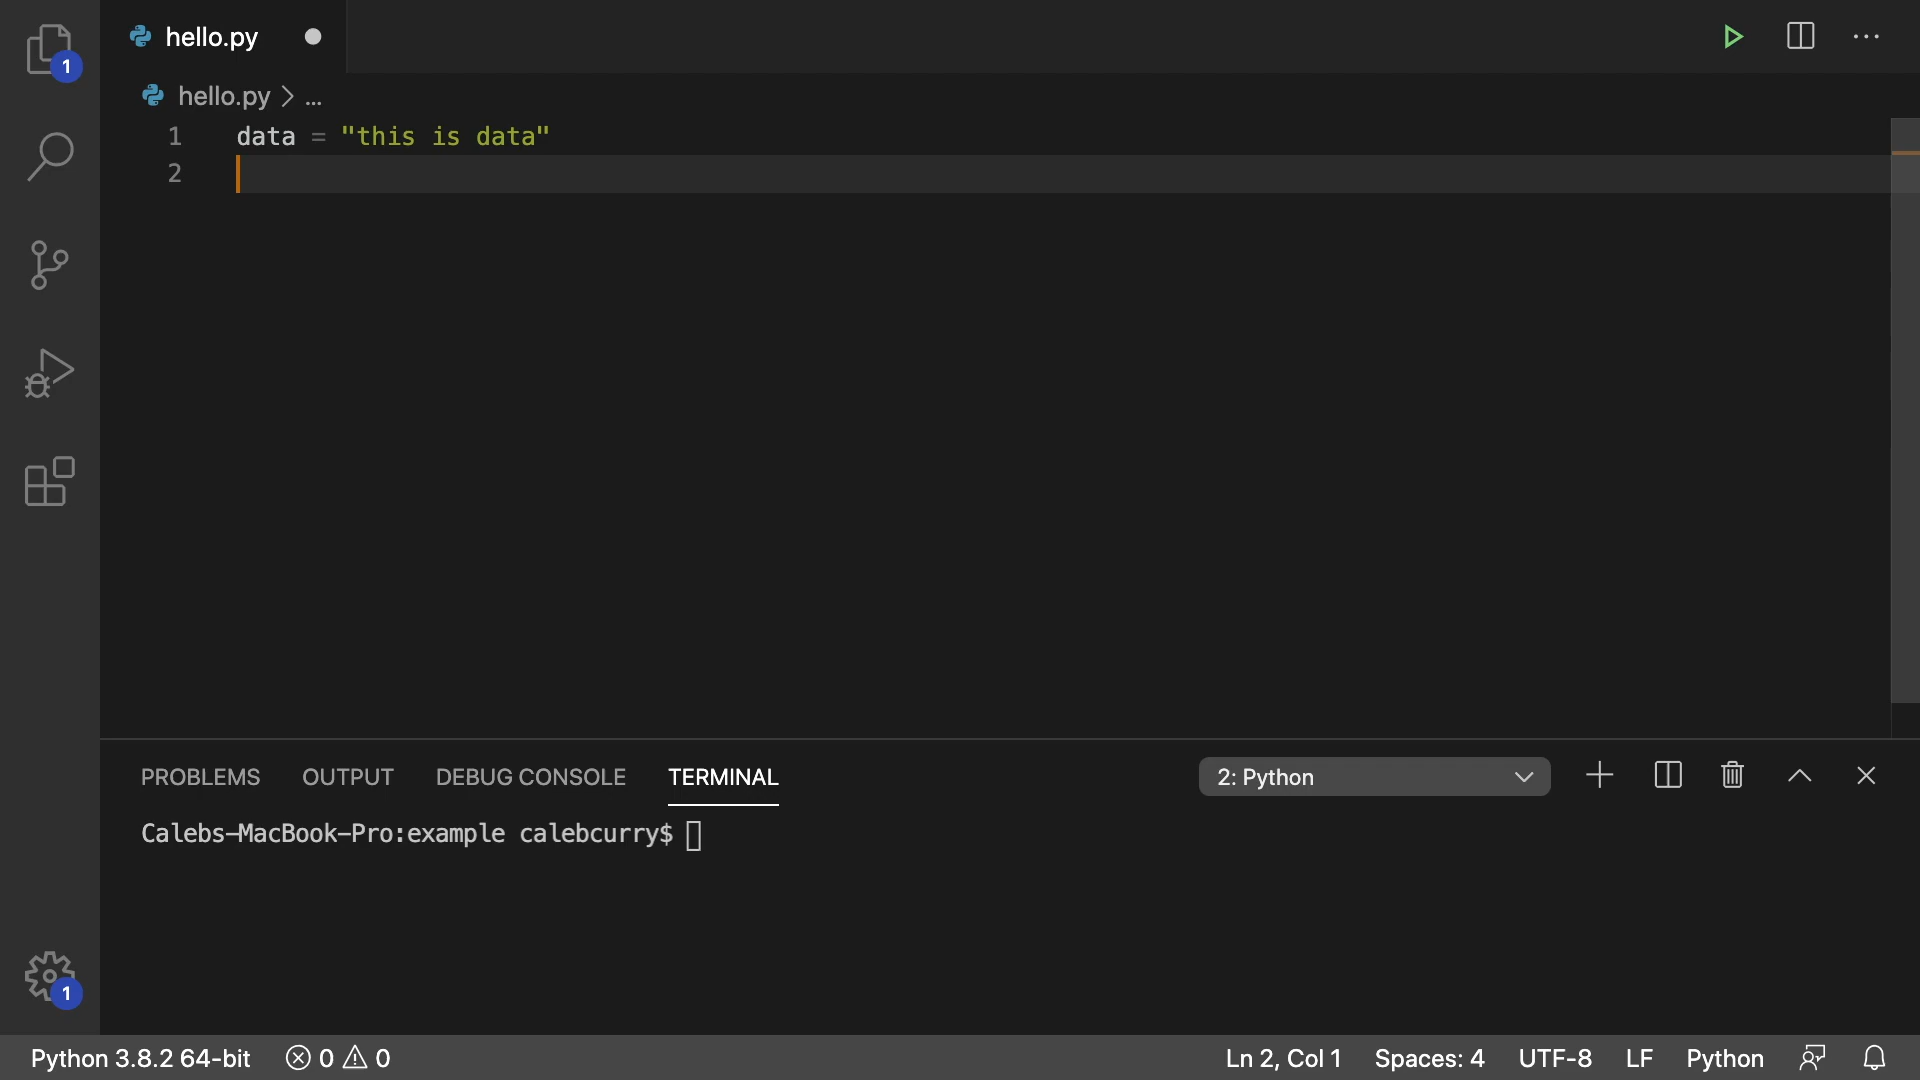 1
hello.py
hello.py > ...
1 data = "this is data"
2
PROBLEMS OUTPUT DEBUG CONSOLE TERMINAL 2: Python
Calebs-MacBook-Pro:example calebcurry$
1
Python 3.8.2 64-bit 0 0 Ln 2, Col 1 Spaces: 4 UTF-8 LF Python